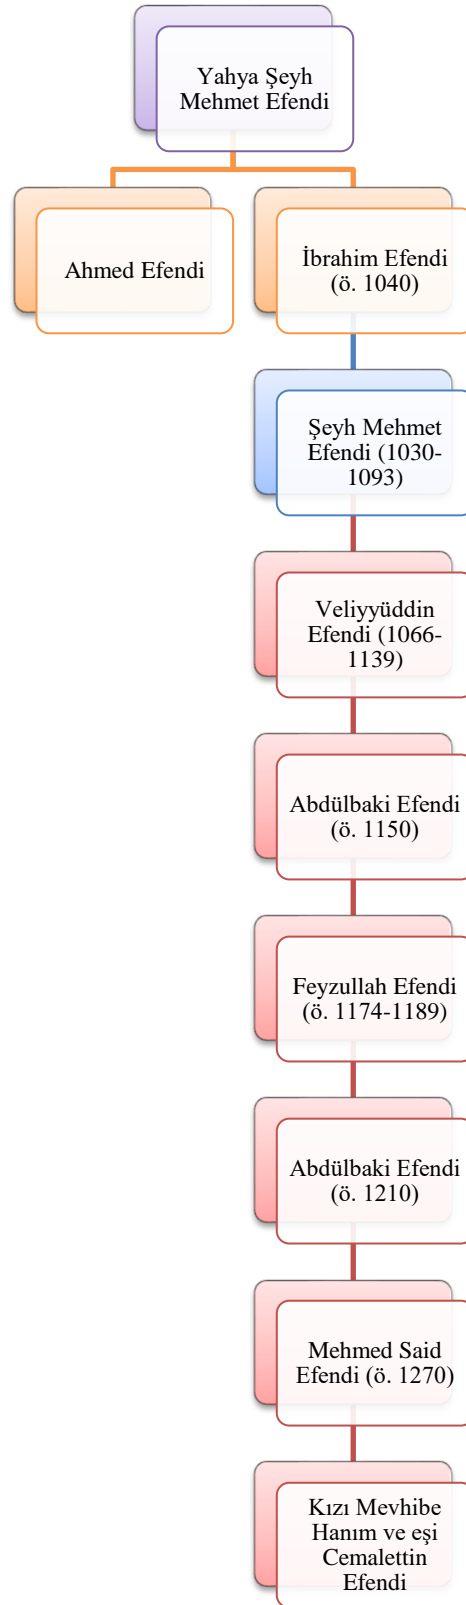 Yahya Şeyh
Mehmet Efendi
Ahmed Efendi
İbrahim Efendi
(ö. 1040)
Şeyh Mehmet
Efendi (1030-
1093)
Veliyyüddin
Efendi (1066-
1139)
Abdülbaki Efendi
(ö. 1150)
Feyzullah Efendi
(ö. 1174-1189)
Abdülbaki Efendi
(ö. 1210)
Mehmed Said
Efendi (ö. 1270)
Kızı Mevhibe
Hanım ve eşi
Cemalettin
Efendi